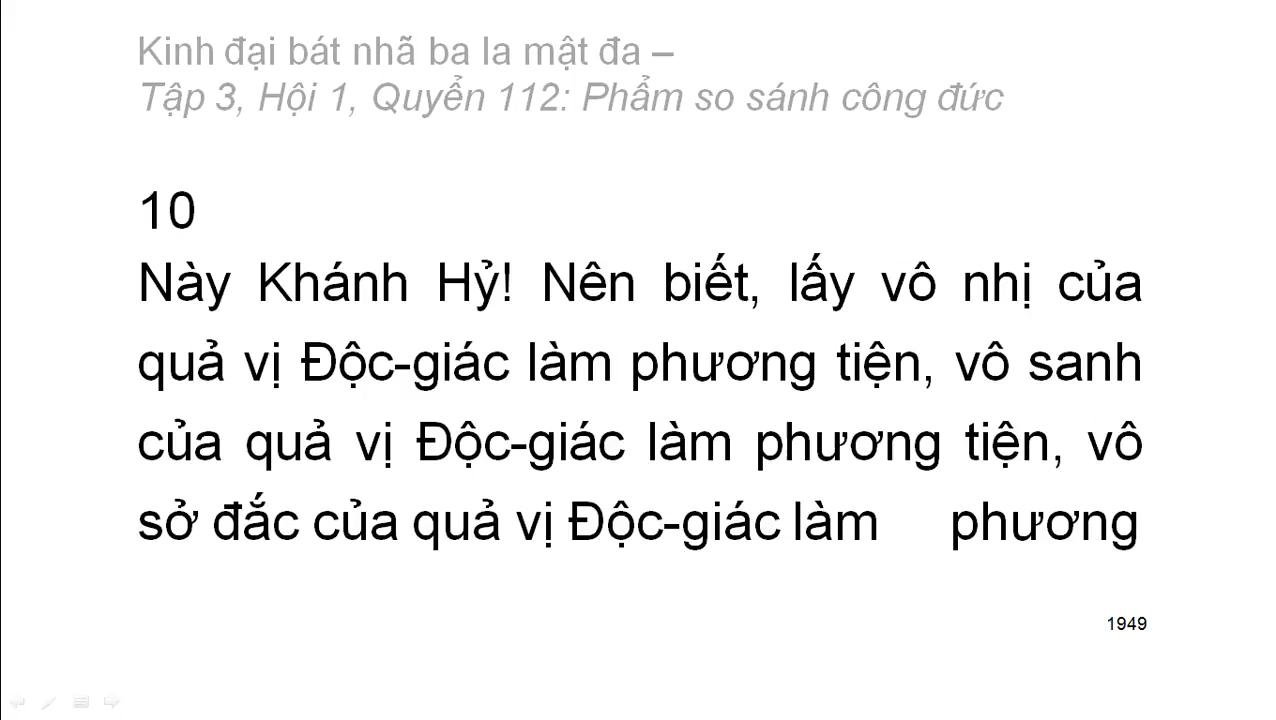 Kinh đại bát nhã ba la mật đa –
Tập 3, Hội 1, Quyển 112: Phẩm so sánh công đức
10
Này Khánh Hỷ! Nên biết, lấy vô nhị của
quả vị Độc-giác làm phương tiện, vô sanh
của quả vị Độc-giác làm phương tiện, vô
sở đắc của quả vị Độc-giác làm phương
1949